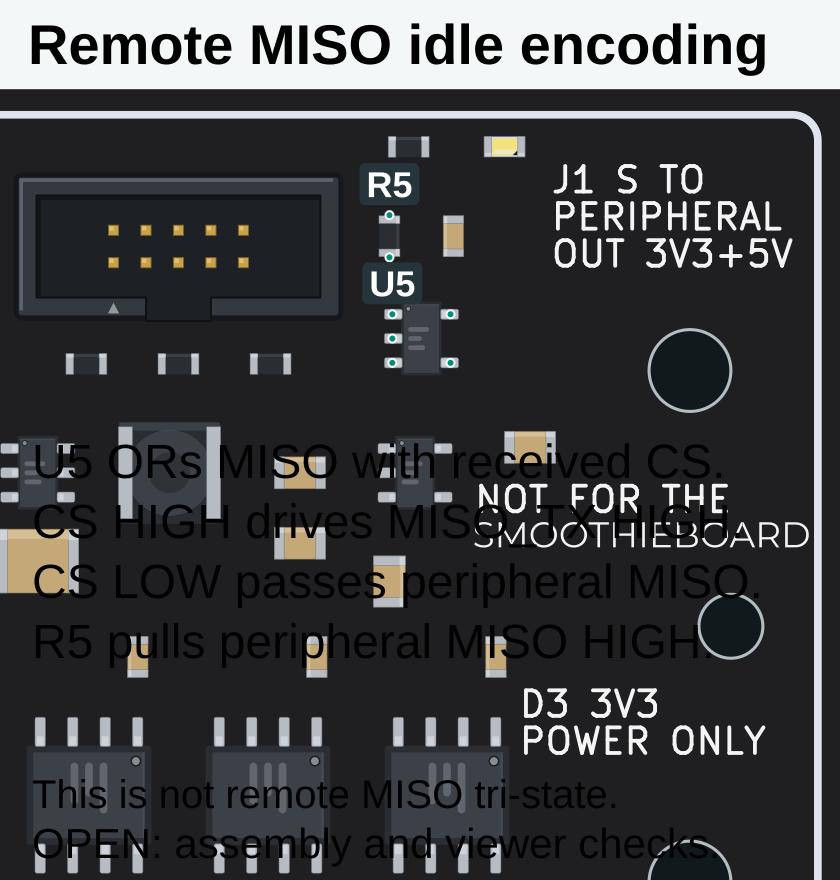 Remote MISO idle encoding
R5
J1 S TO
PERIPHERAL
OUT 3V3+5V
U5
U5 ORs MISO with received CS.
NOT FOR THE
CS HIGH drives MISO_TX HIGH.
SMOOTHIEBOARD
CS LOW passes peripheral MISO.
R5 pulls peripheral MISO HIGH.
D3 3V3
POWER ONLY
This is not remote MISO tri-state.
OPEN: assembly and viewer checks.